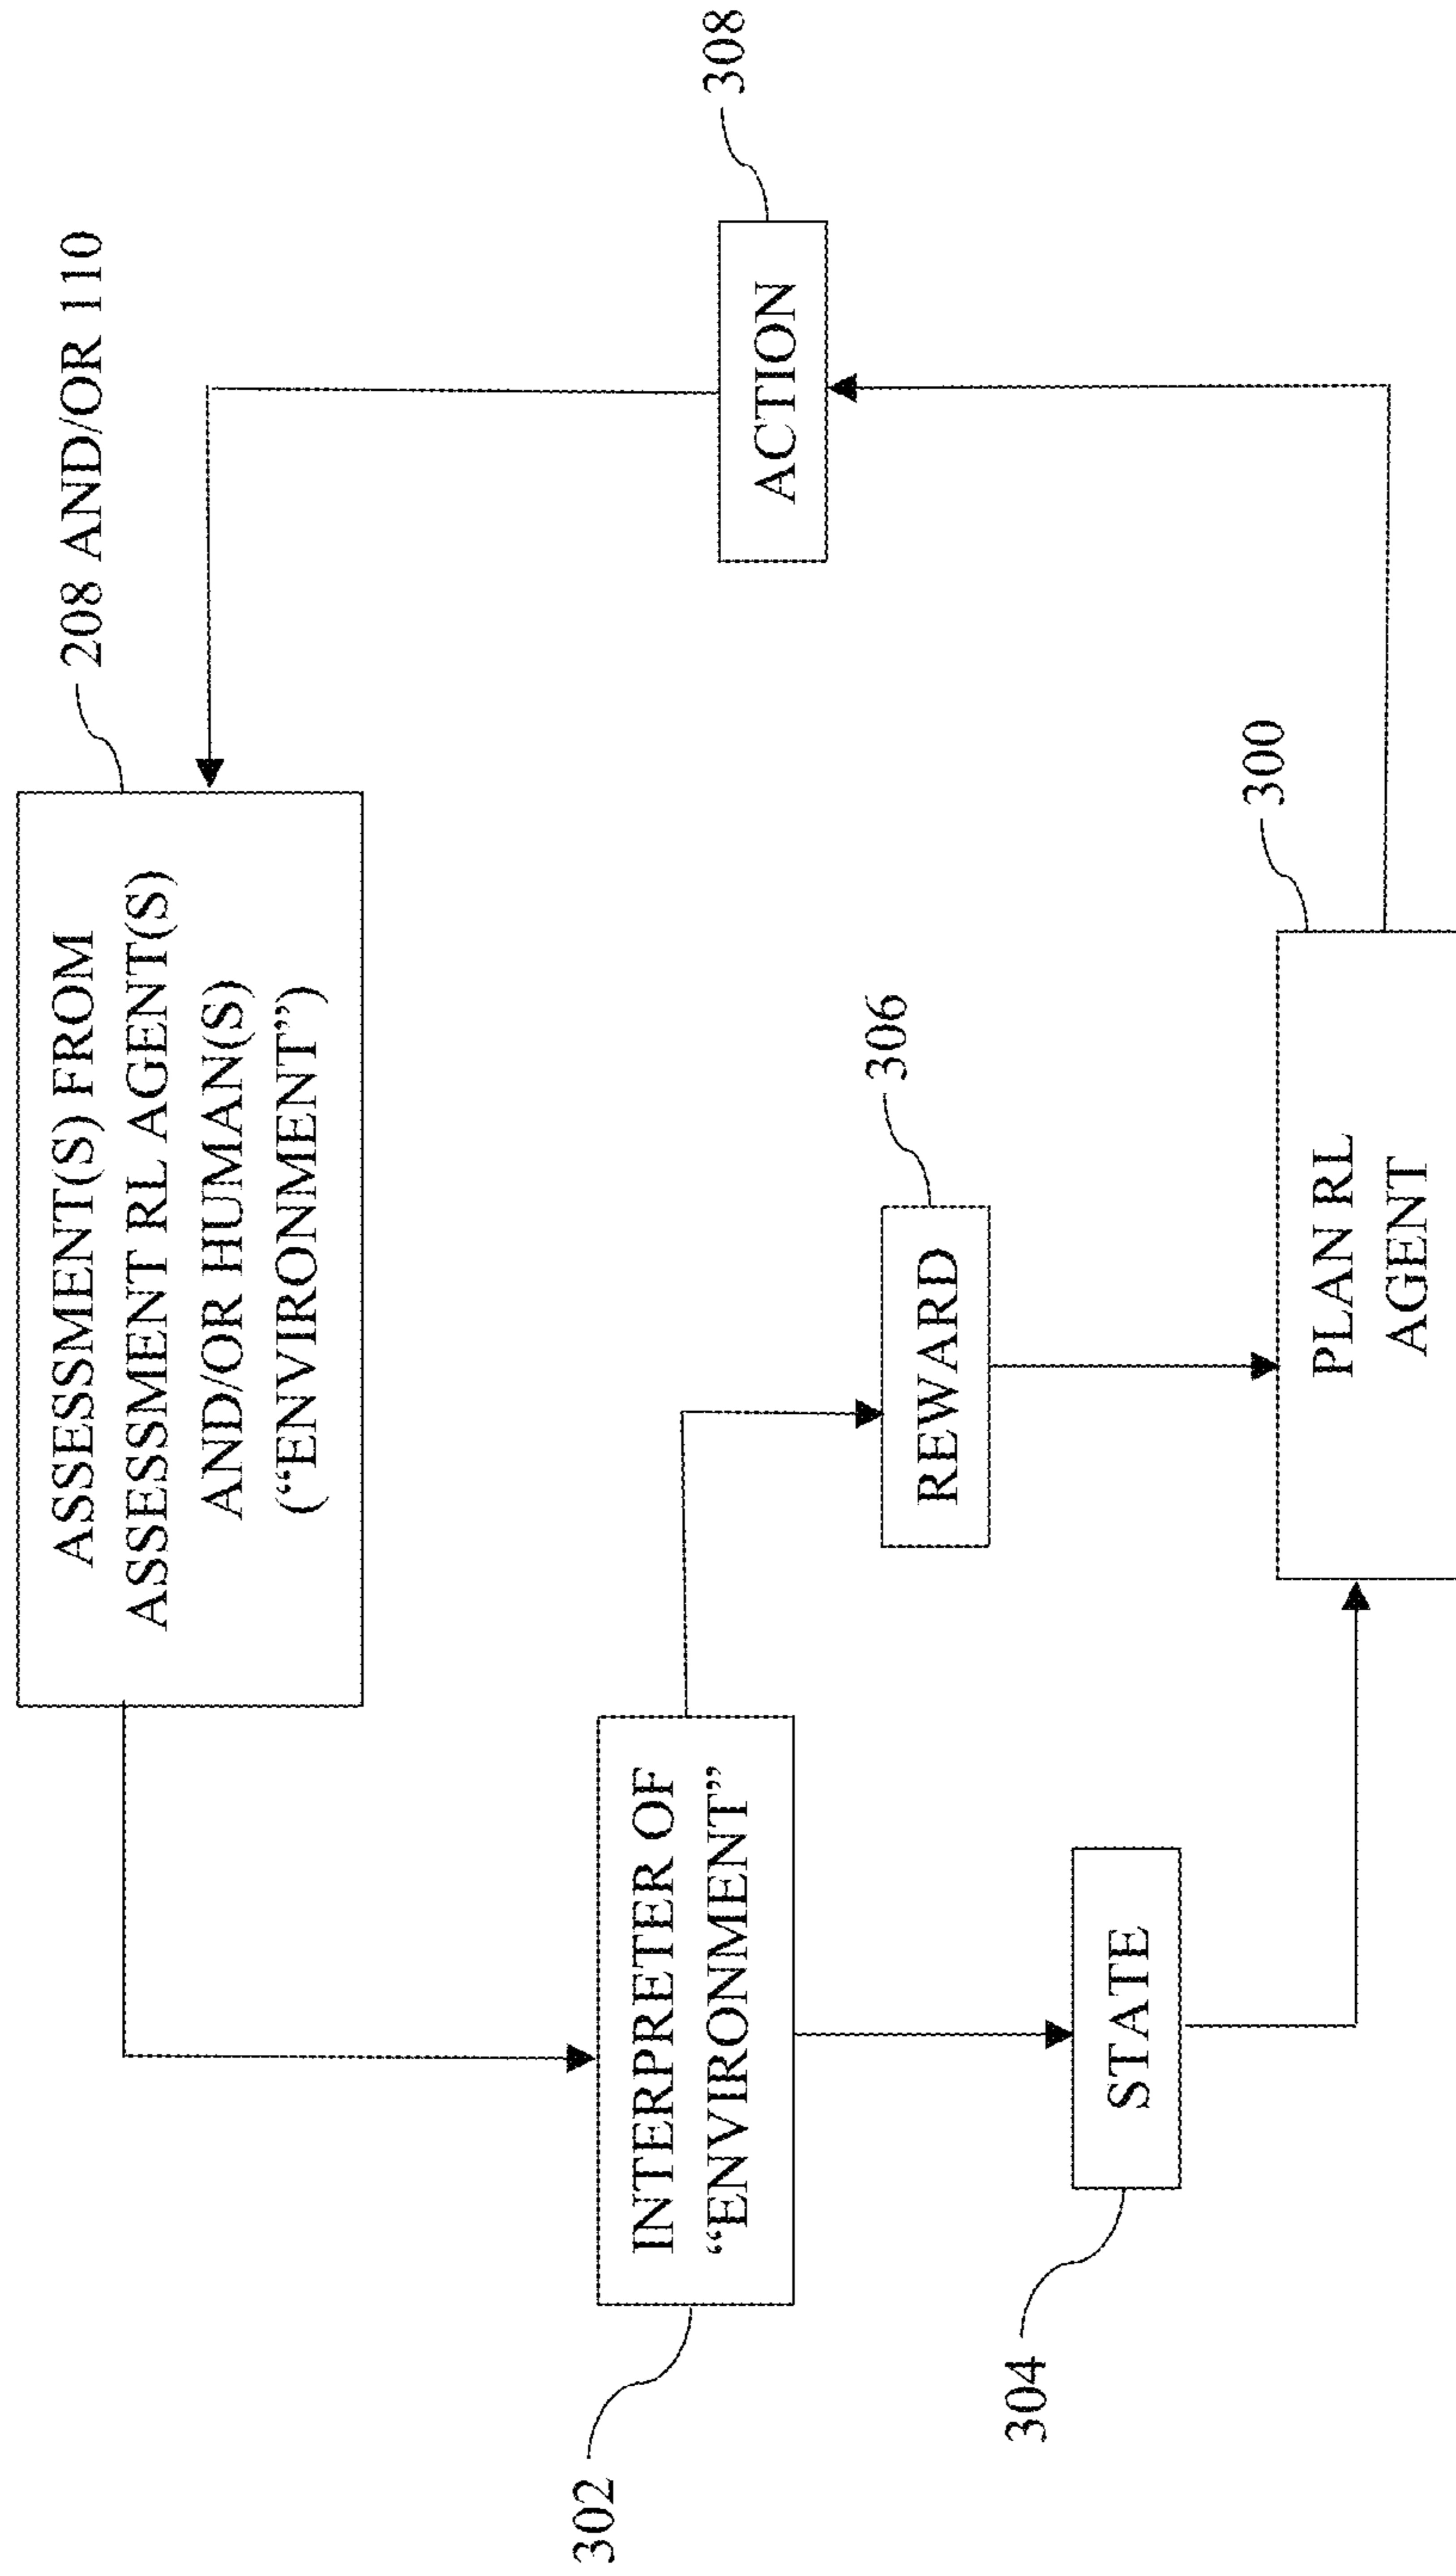 208 AND/OR 110
ASSESSMENT(S) FROM
ASSESSMENT RL AGENT(S)
AND/OR HUMAN(S)
(“ENVIRONMENT”)
302
INTERPRETER OF
“ENVIRONMENT”
308
ACTION
306
REWARD
304
STATE
300
PLAN RL
AGENT